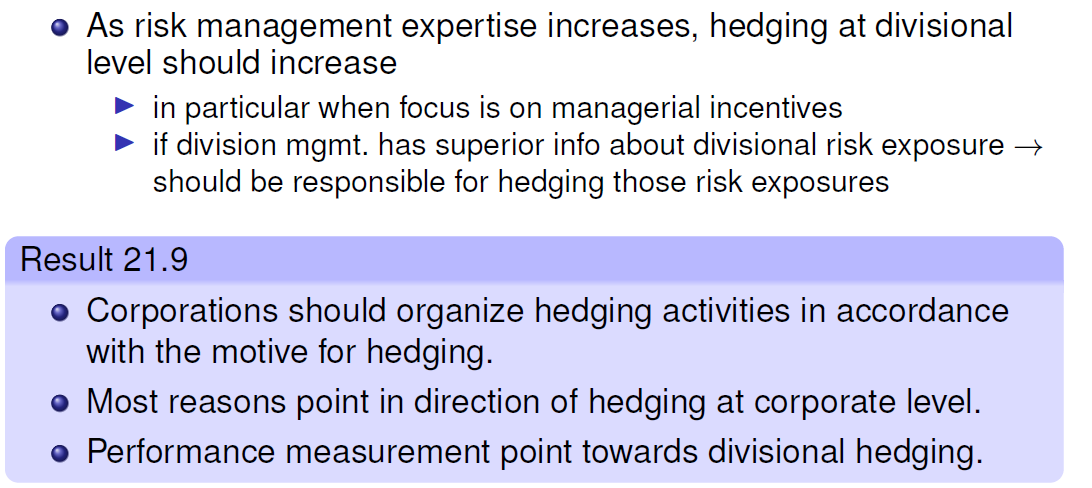 As risk management expertise increases, hedging at divisional
level should increase
in particular when focus is on managerial incentives
if division mgmt. has superior info about divisional risk exposure →
should be responsible for hedging those risk exposures
Result 21.9
Corporations should organize hedging activities in accordance
with the motive for hedging.
Most reasons point in direction of hedging at corporate level.
Performance measurement point towards divisional hedging.